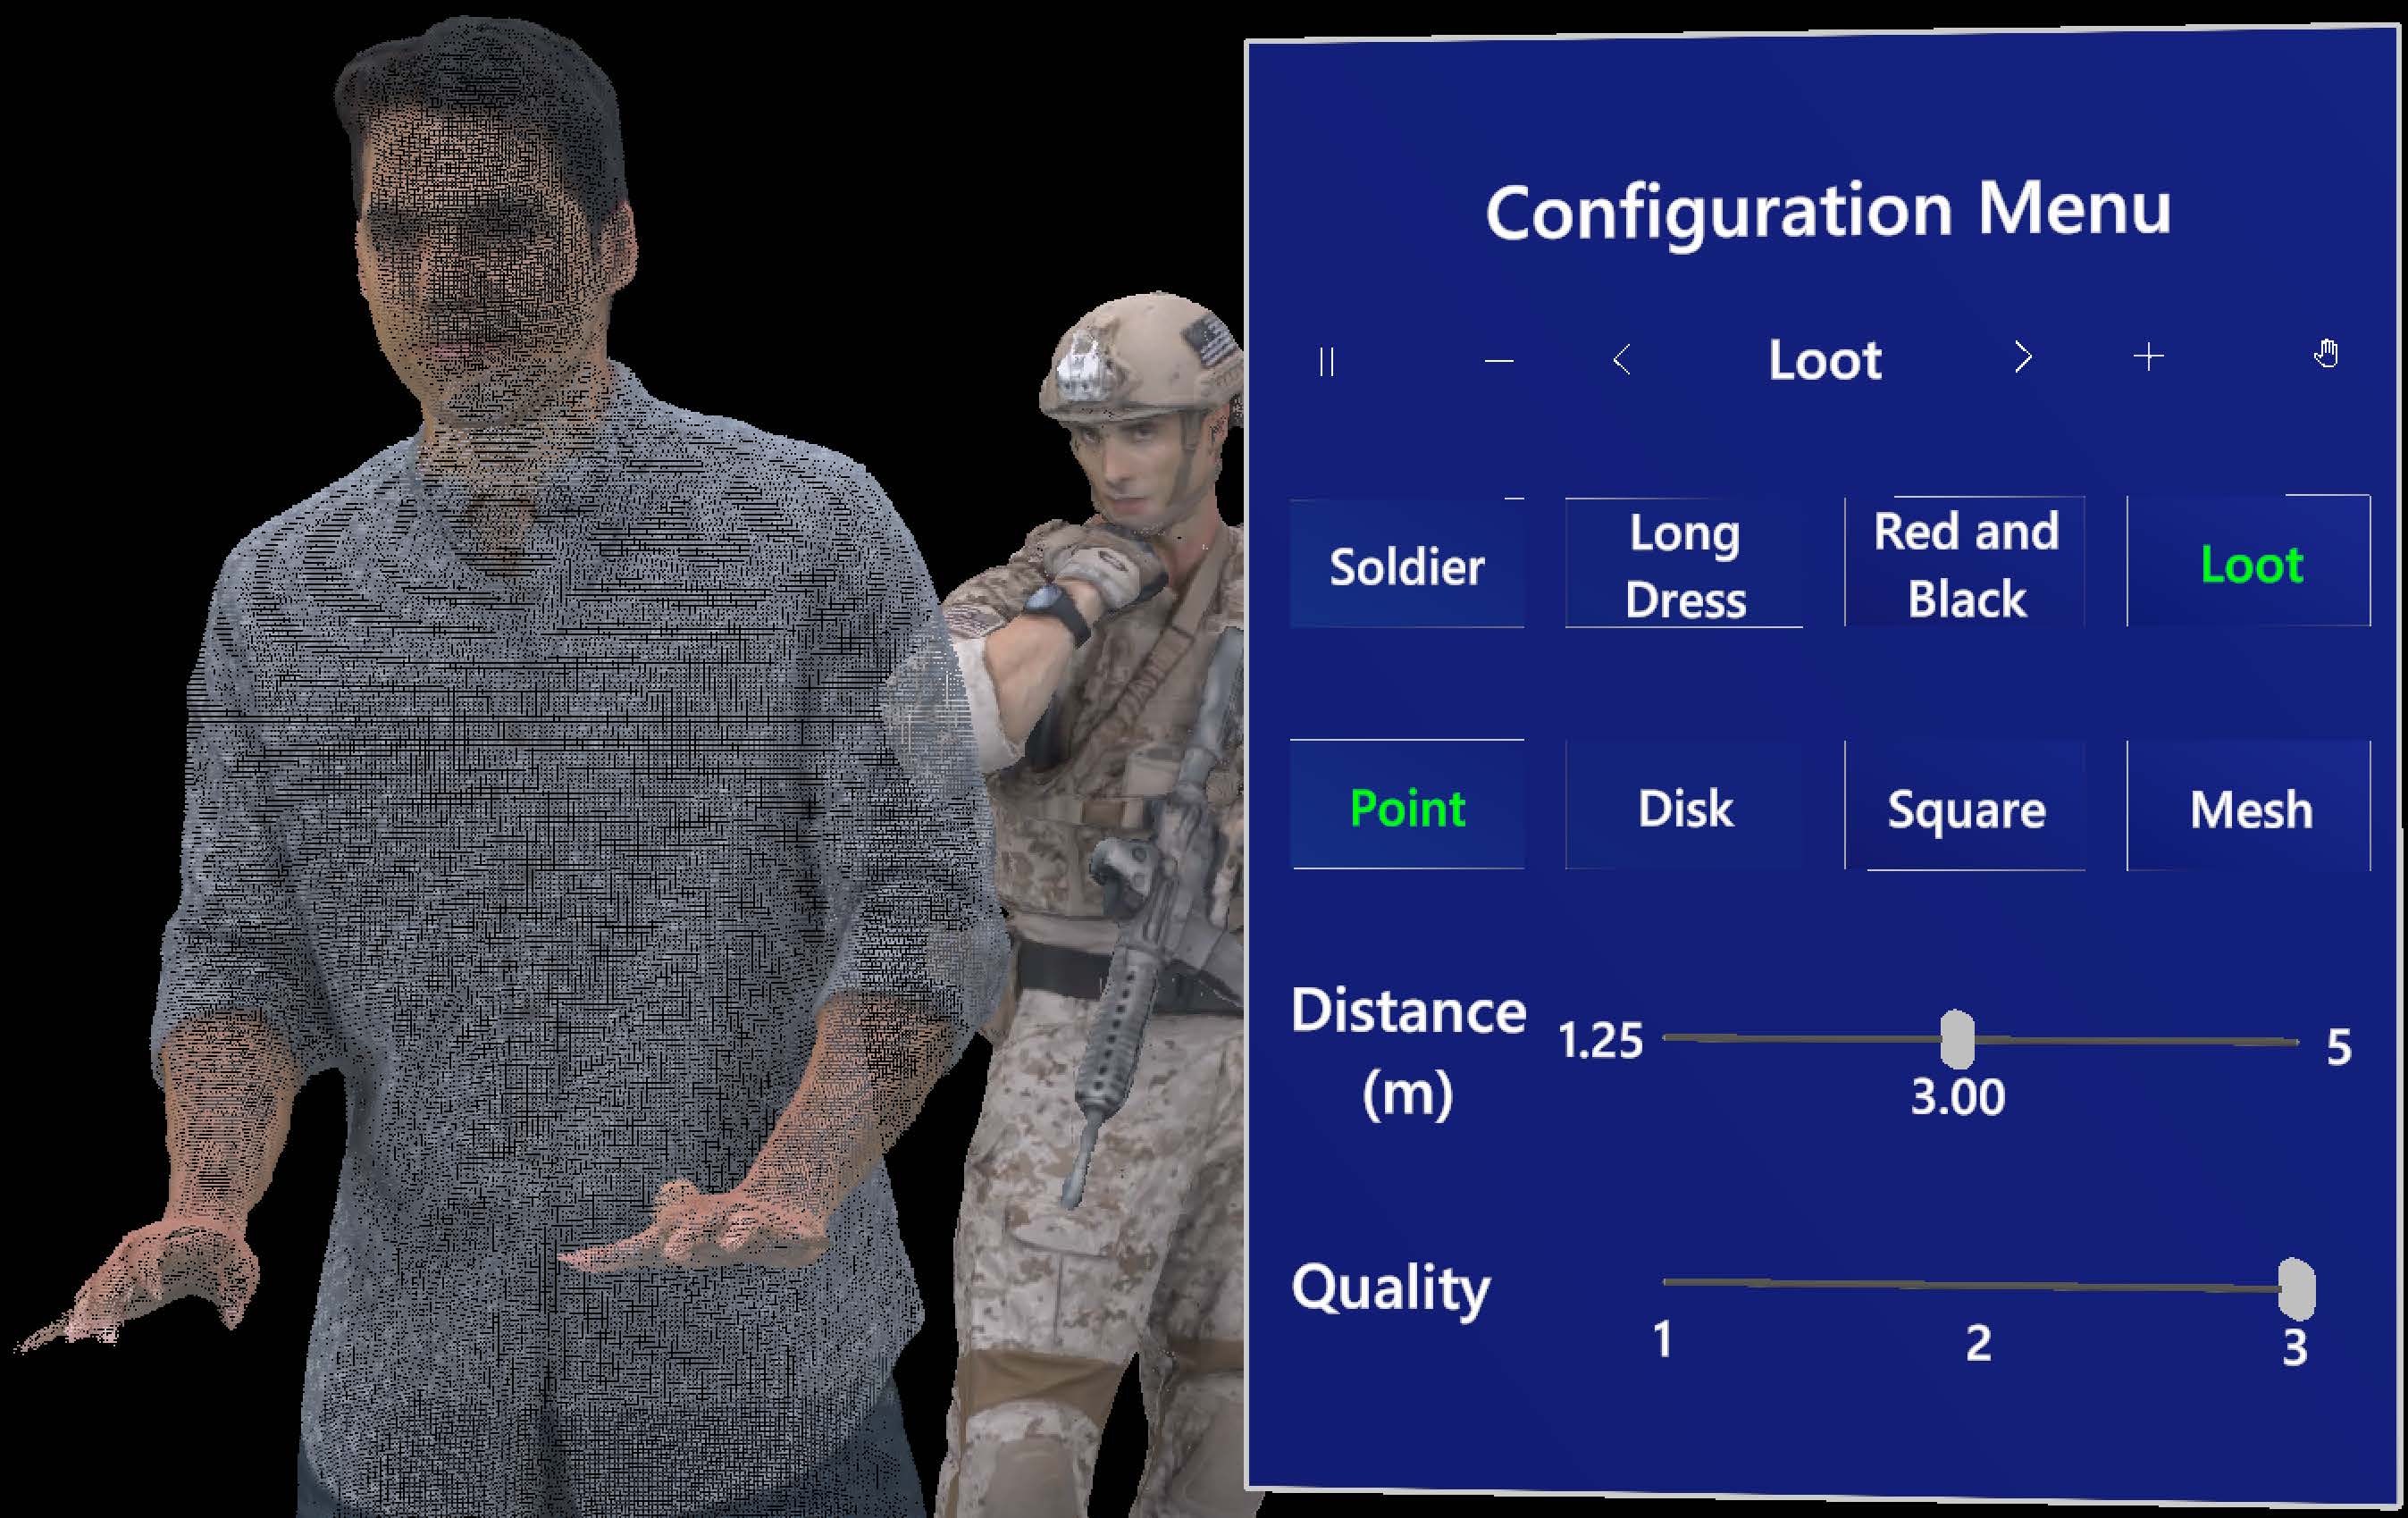 Configuration Menu
Loot
Soldier
Long
Dress
Red and
Black
Loot
Point
Disk
Square
Mesh
Distance
(m)
1.25
5
3.00
Quality
1
2
3